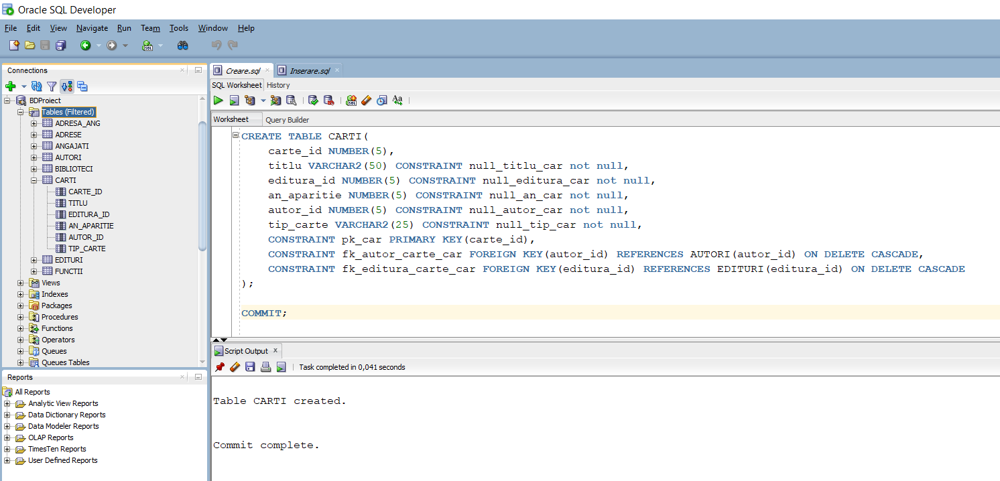 Oracle SQL Developer
File Edit View Navigate Run Team Tools Window Help
Connections
BDProject
Tables (Filtered)
ADRESA_ANG
ADRESE
ANGAJATI
AUTORI
BIBLIOTECI
CARTI
CARTE_ID
TITLU
EDITURA_ID
AN_APARITIE
AUTOR_ID
TIP_CARTE
EDITURI
FUNCTII
Views
Indexes
Packages
Procedures
Functions
Operators
Queues
Queues Tables
Reports
All Reports
Analytic View Reports
Data Dictionary Reports
Data Modeler Reports
OLAP Reports
TimesTen Reports
User Defined Reports
Creare.sql Inserare.sql
SQL Worksheet History
Worksheet Query Builder
CREATE TABLE CARTI(
carte_id NUMBER(5),
titlu VARCHAR2(50) CONSTRAINT null_titlu_car not null,
editura_id NUMBER(5) CONSTRAINT null_editura_car not null,
an_aparitie NUMBER(5) CONSTRAINT null_an_car not null,
autor_id NUMBER(5) CONSTRAINT null_autor_car not null,
tip_carte VARCHAR2(25) CONSTRAINT null_tip_car not null,
CONSTRAINT pk_car PRIMARY KEY(carte_id),
CONSTRAINT fk_autor_carte_car FOREIGN KEY(autor_id) REFERENCES AUTORI(autor_id) ON DELETE CASCADE,
CONSTRAINT fk_editura_carte_car FOREIGN KEY(editura_id) REFERENCES EDITURI(editura_id) ON DELETE CASCADE
);
COMMIT;
Script Output
Task completed in 0,041 seconds
Table CARTI created.
Commit complete.